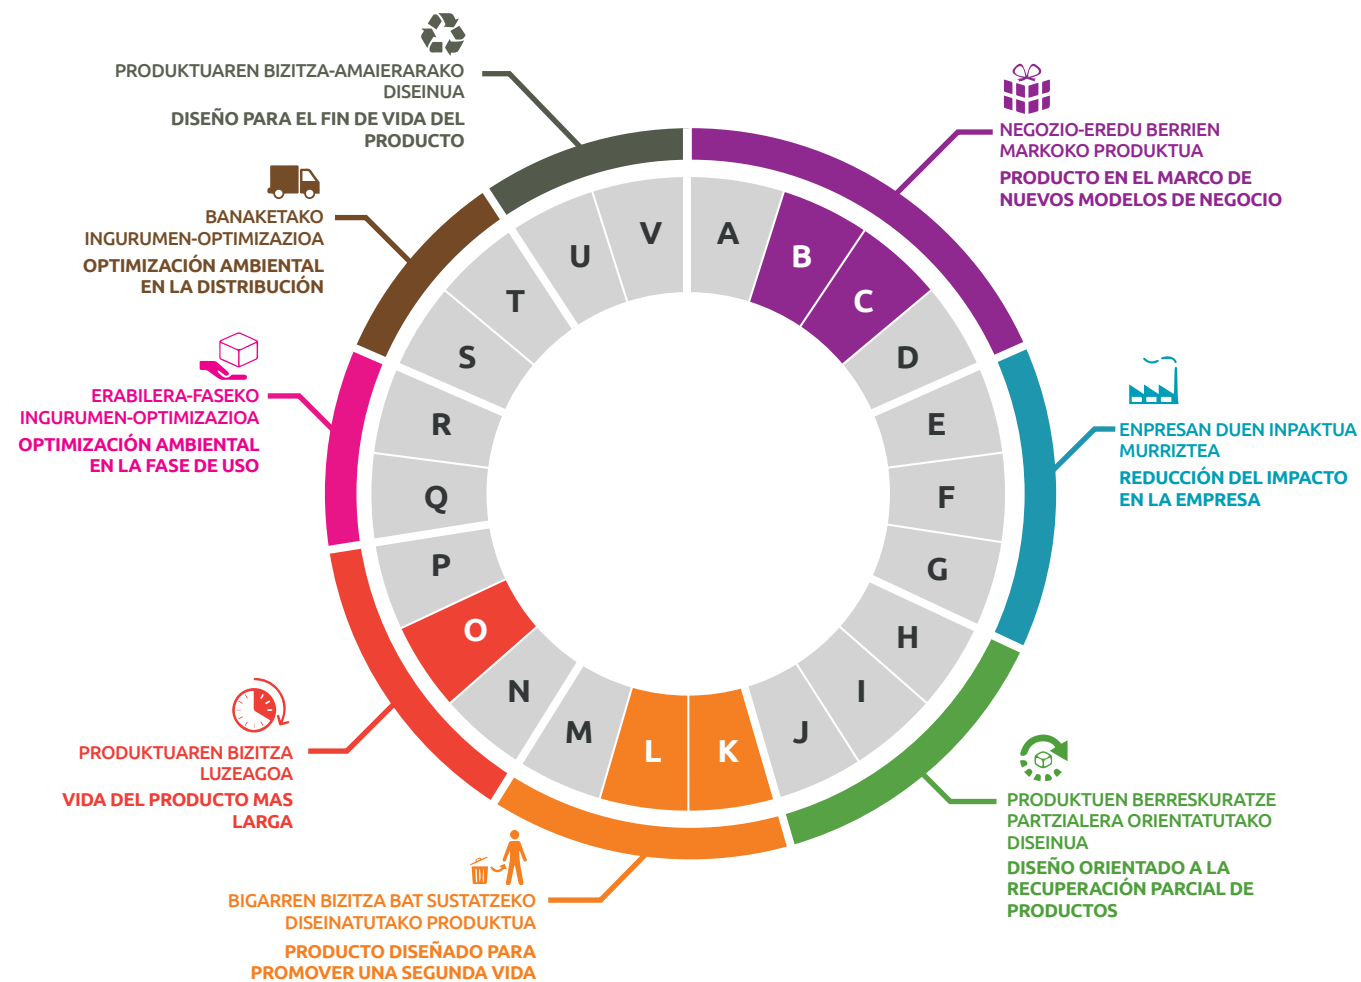 PRODUKTUAREN BIZITZA-AMAIERARAKO
DISEINUA
DISEÑO PARA EL FIN DE VIDA DEL
PRODUCTO
NEGOZIO-EREDU BERRIEN
MARKOKO PRODUKTUA
PRODUCTO EN EL MARCO DE
NUEVOS MODELOS DE NEGOCIO
BANAKETAKO
INGURUMEN-OPTIMIZAZIOA
OPTIMIZACIÓN AMBIENTAL
EN LA DISTRIBUCIÓN
ERABILERA-FASEKO
INGURUMEN-OPTIMIZAZIOA
OPTIMIZACIÓN AMBIENTAL
EN LA FASE DE USO
ENPRESAN DUEN INPAKTUA
MURRIZTEA
REDUCCIÓN DEL IMPACTO
EN LA EMPRESA
A
B
C
D
E
F
G
H
I
J
K
L
M
N
O
P
Q
R
S
T
U
V
PRODUKTUAREN BIZITZA
LUZEAGOA
VIDA DEL PRODUCTO MAS
LARGA
PRODUKTUEN BERRESKURATZE
PARTZIALERA ORIENTATUTAKO
DISEINUA
DISEÑO ORIENTADO A LA
RECUPERACIÓN PARCIAL DE
PRODUCTOS
BIGARREN BIZITZA BAT SUSTATZEKO
DISEINATUTAKO PRODUKTUA
PRODUCTO DISEÑADO PARA
PROMOVER UNA SEGUNDA VIDA